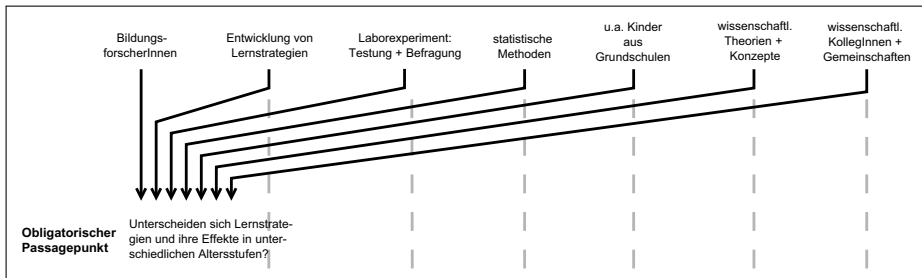 Bildungs-
forscherInnen
Entwicklung von
Lernstrategien
Laborexperiment:
Testung + Befragung
statistische
Methoden
u.a. Kinder
aus
Grundschulen
wissenschaftl.
Theorien +
Konzepte
wissenschaftl.
KollegInnen +
Gemeinschaften
Obligatorischer
Passagepunkt
Unterscheiden sich Lernstrate-
gien und ihre Effekte in unter-
schiedlichen Altersstufen?